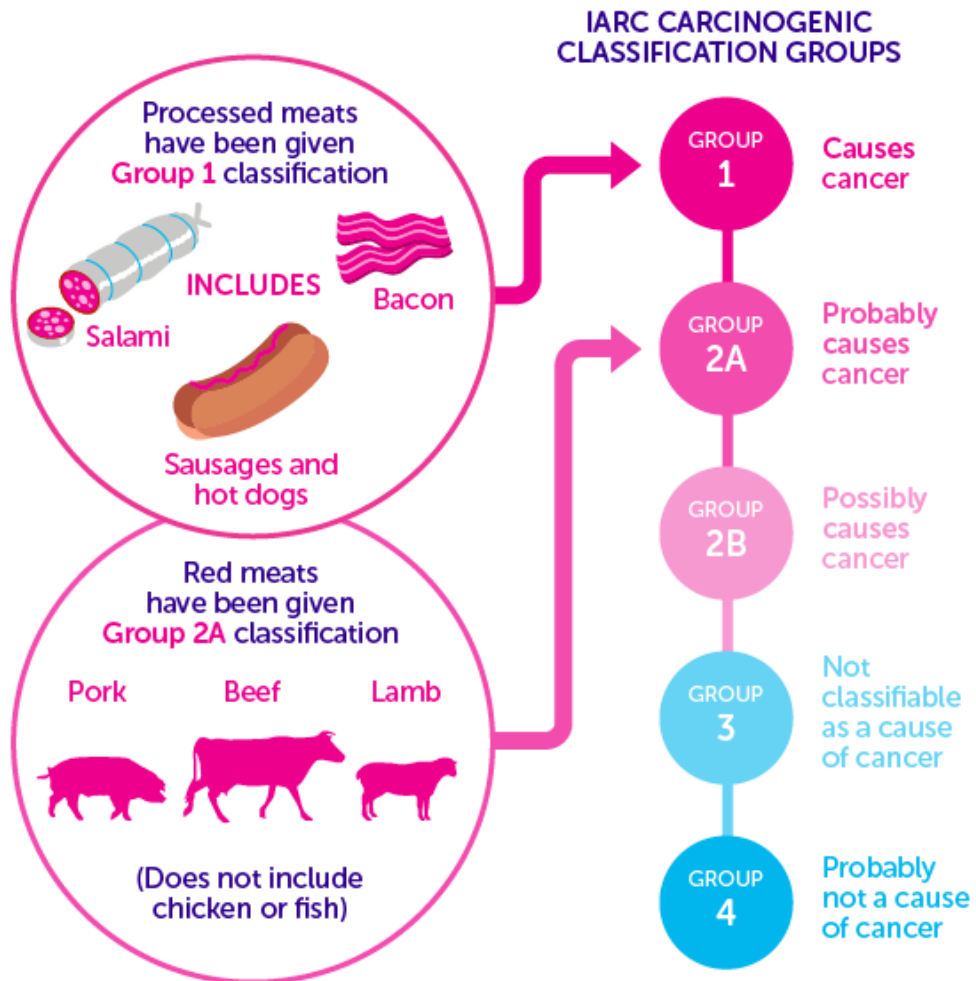 IARC CARCINOGENIC
CLASSIFICATION GROUPS
Processed meats
have been given
Group 1 classification
INCLUDES
Salami
Bacon
Sausages and
hot dogs
Red meats
have been given
Group 2A classification
Pork
Beef
Lamb
(Does not include
chicken or fish)
GROUP
1
Causes
cancer
GROUP
2A
Probably
causes
cancer
GROUP
2B
Possibly
causes
cancer
GROUP
3
Not
classifiable
as a cause
of cancer
GROUP
4
Probably
not a cause
of cancer